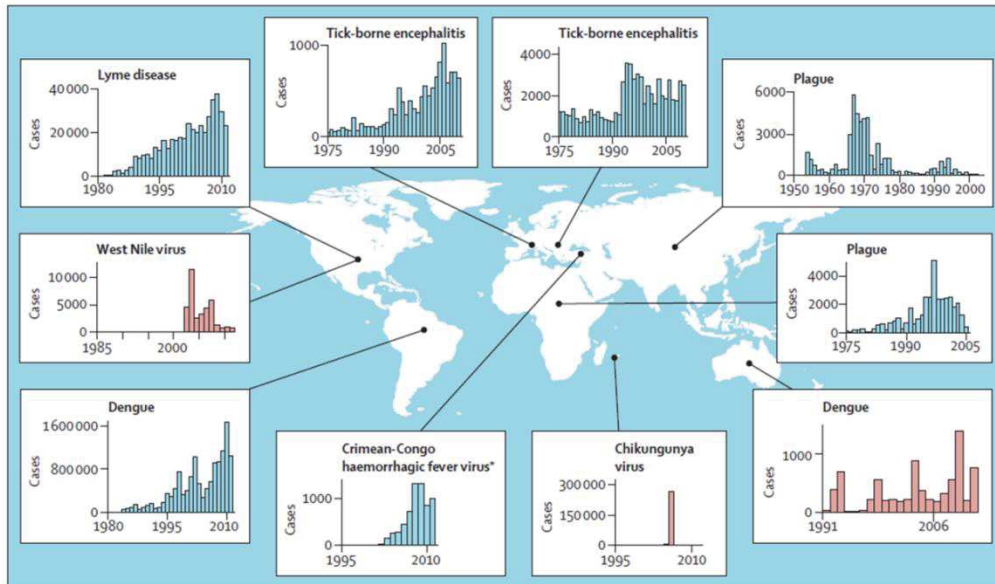 Tick-borne encephalitis
1000
Cases
0
1975
1990
2005
Tick-borne encephalitis
4000
2000
Cases
0
1975
1990
2005
Lyme disease
40000
20000
Cases
0
1980
1995
2010
Plague
6000
3000
Cases
0
1950
1960
1970
1980
1990
2000
West Nile virus
10000
5000
Cases
0
1985
2000
Plague
4000
2000
Cases
0
1975
1990
2005
Dengue
1600000
800000
Cases
0
1980
1995
2010
Crimean-Congo
haemorrhagic fever virus*
1000
Cases
0
1995
2010
Chikungunya
virus
300000
150000
Cases
0
1995
2010
Dengue
1000
Cases
0
1991
2006